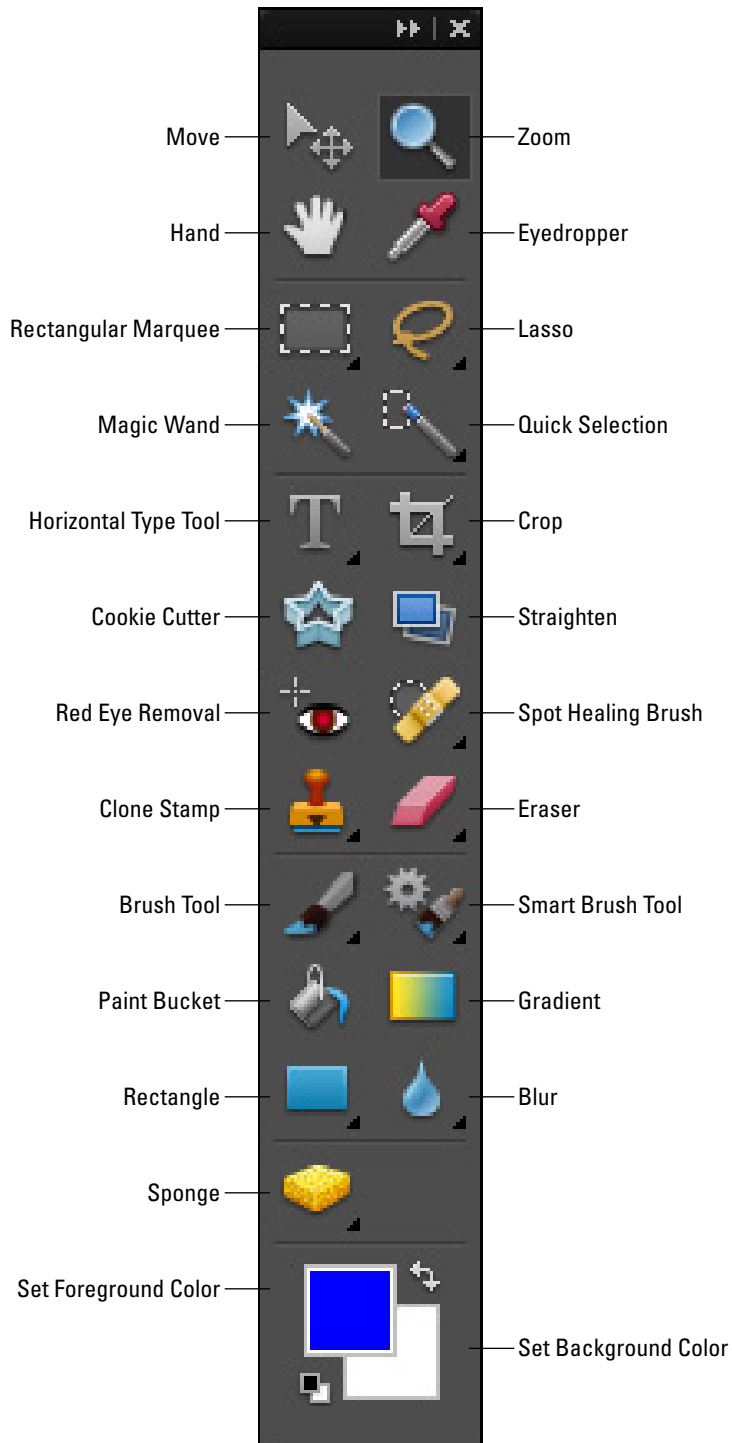 Move
Zoom
Hand
Eyedropper
Rectangular Marquee
Lasso
Magic Wand
Quick Selection
Horizontal Type Tool
T
Crop
Cookie Cutter
Straighten
Red Eye Removal
Spot Healing Brush
Clone Stamp
Eraser
Brush Tool
Smart Brush Tool
Paint Bucket
Gradient
Rectangle
Blur
Sponge
Set Foreground Color
Set Background Color